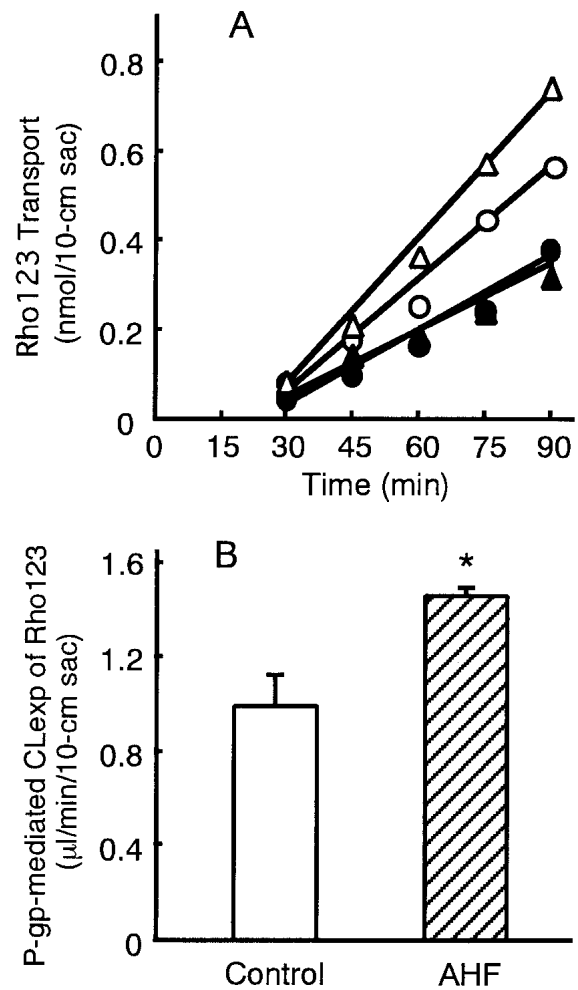 A
0.8
0.6
0.4
0.2
0
Rho123 Transport
(nmol/10-cm sac)
0 15 30 45 60 75 90
Time (min)
B
1.6
1.2
0.8
0.4
0
P-gp-mediated CLexp of Rho123
(µl/min/10-cm sac)
*
Control AHF